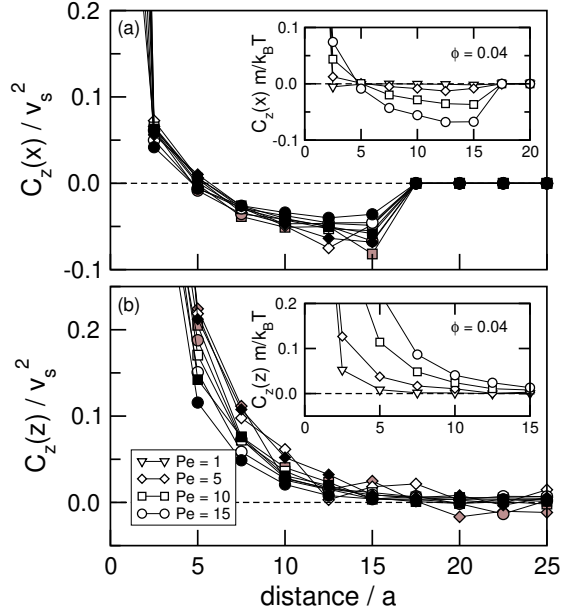 (a)
C_z(x) / v_s^2
0.2
0.1
0.0
-0.1
C_z(x) m/k_BT
0.1
0.0
-0.1
ϕ = 0.04
0 5 10 15 20
(b)
C_z(z) / v_s^2
0.2
0.1
0.0
C_z(z) m/k_BT
0.2
0.1
0.0
ϕ = 0.04
0 5 10 15
Pe = 1
Pe = 5
Pe = 10
Pe = 15
0 5 10 15 20 25
distance / a